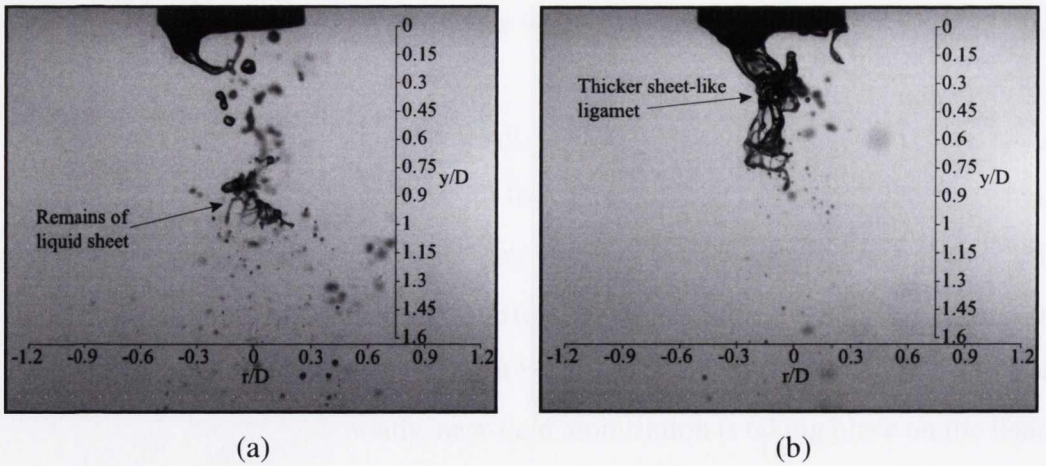 0
0.15
0.3
0.45
0.6
0.75
y/D
0.9
1
1.15
1.3
1.45
1.6
-1.2 -0.9 -0.6 -0.3 0 0.3 0.6 0.9 1.2
r/D
Remains of
liquid sheet
(a)
0
0.15
0.3
0.45
0.6
0.75
y/D
0.9
1
1.15
1.3
1.45
1.6
-1.2 -0.9 -0.6 -0.3 0 0.3 0.6 0.9 1.2
r/D
Thicker sheet-like
ligamet
(b)